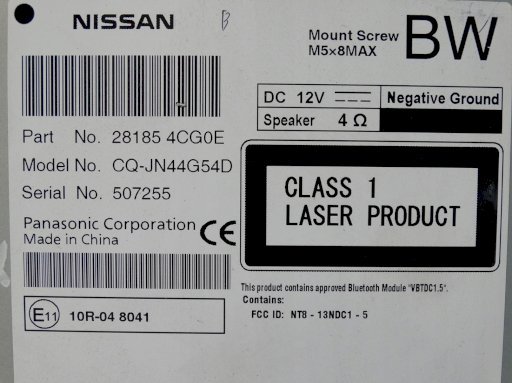 NISSAN
B
Mount Screw
M5×8MAX
BW
DC 12V
Negative Ground
Speaker 4 Ω
Part No. 28185 4CG0E
Model No. CQ-JN44G54D
Serial No. 507255
CLASS 1
LASER PRODUCT
Panasonic Corporation
Made in China
CE
This product contains approved Bluetooth Module "VBTDC1.5".
Contains:
FCC ID: NT8 - 13NDC1 - 5
E11 10R-04 8041